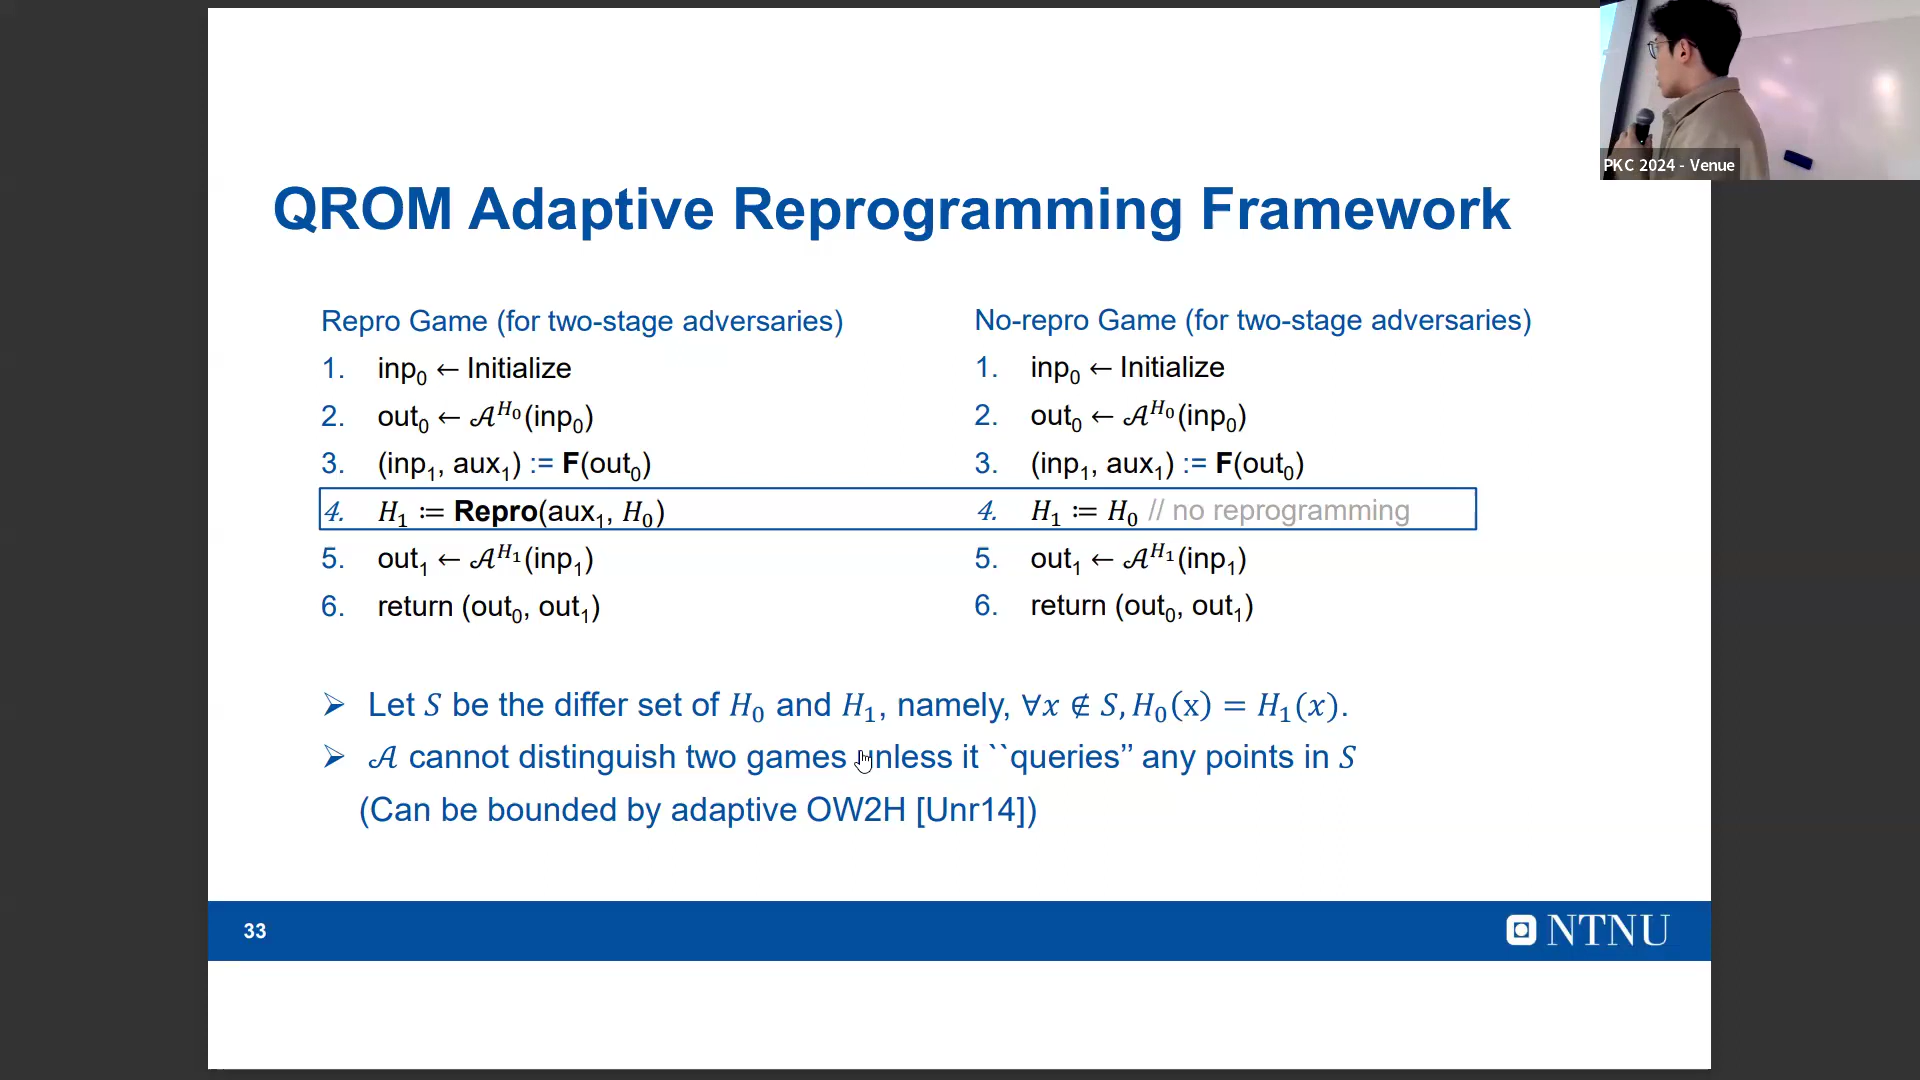 PKC 2024 - Venue
QROM Adaptive Reprogramming Framework
Repro Game (for two-stage adversaries)
1. inp₀ ← Initialize
2. out₀ ← 𝒜^{H₀}(inp₀)
3. (inp₁, aux₁) := F(out₀)
4. H₁ ≔ Repro(aux₁, H₀)
5. out₁ ← 𝒜^{H₁}(inp₁)
6. return (out₀, out₁)
No-repro Game (for two-stage adversaries)
1. inp₀ ← Initialize
2. out₀ ← 𝒜^{H₀}(inp₀)
3. (inp₁, aux₁) := F(out₀)
4. H₁ ≔ H₀ // no reprogramming
5. out₁ ← 𝒜^{H₁}(inp₁)
6. return (out₀, out₁)
➢ Let S be the differ set of H₀ and H₁, namely, ∀x ∉ S, H₀(x) = H₁(x).
➢ 𝒜 cannot distinguish two games unless it ``queries” any points in S
(Can be bounded by adaptive OW2H [Unr14])
33
NTNU